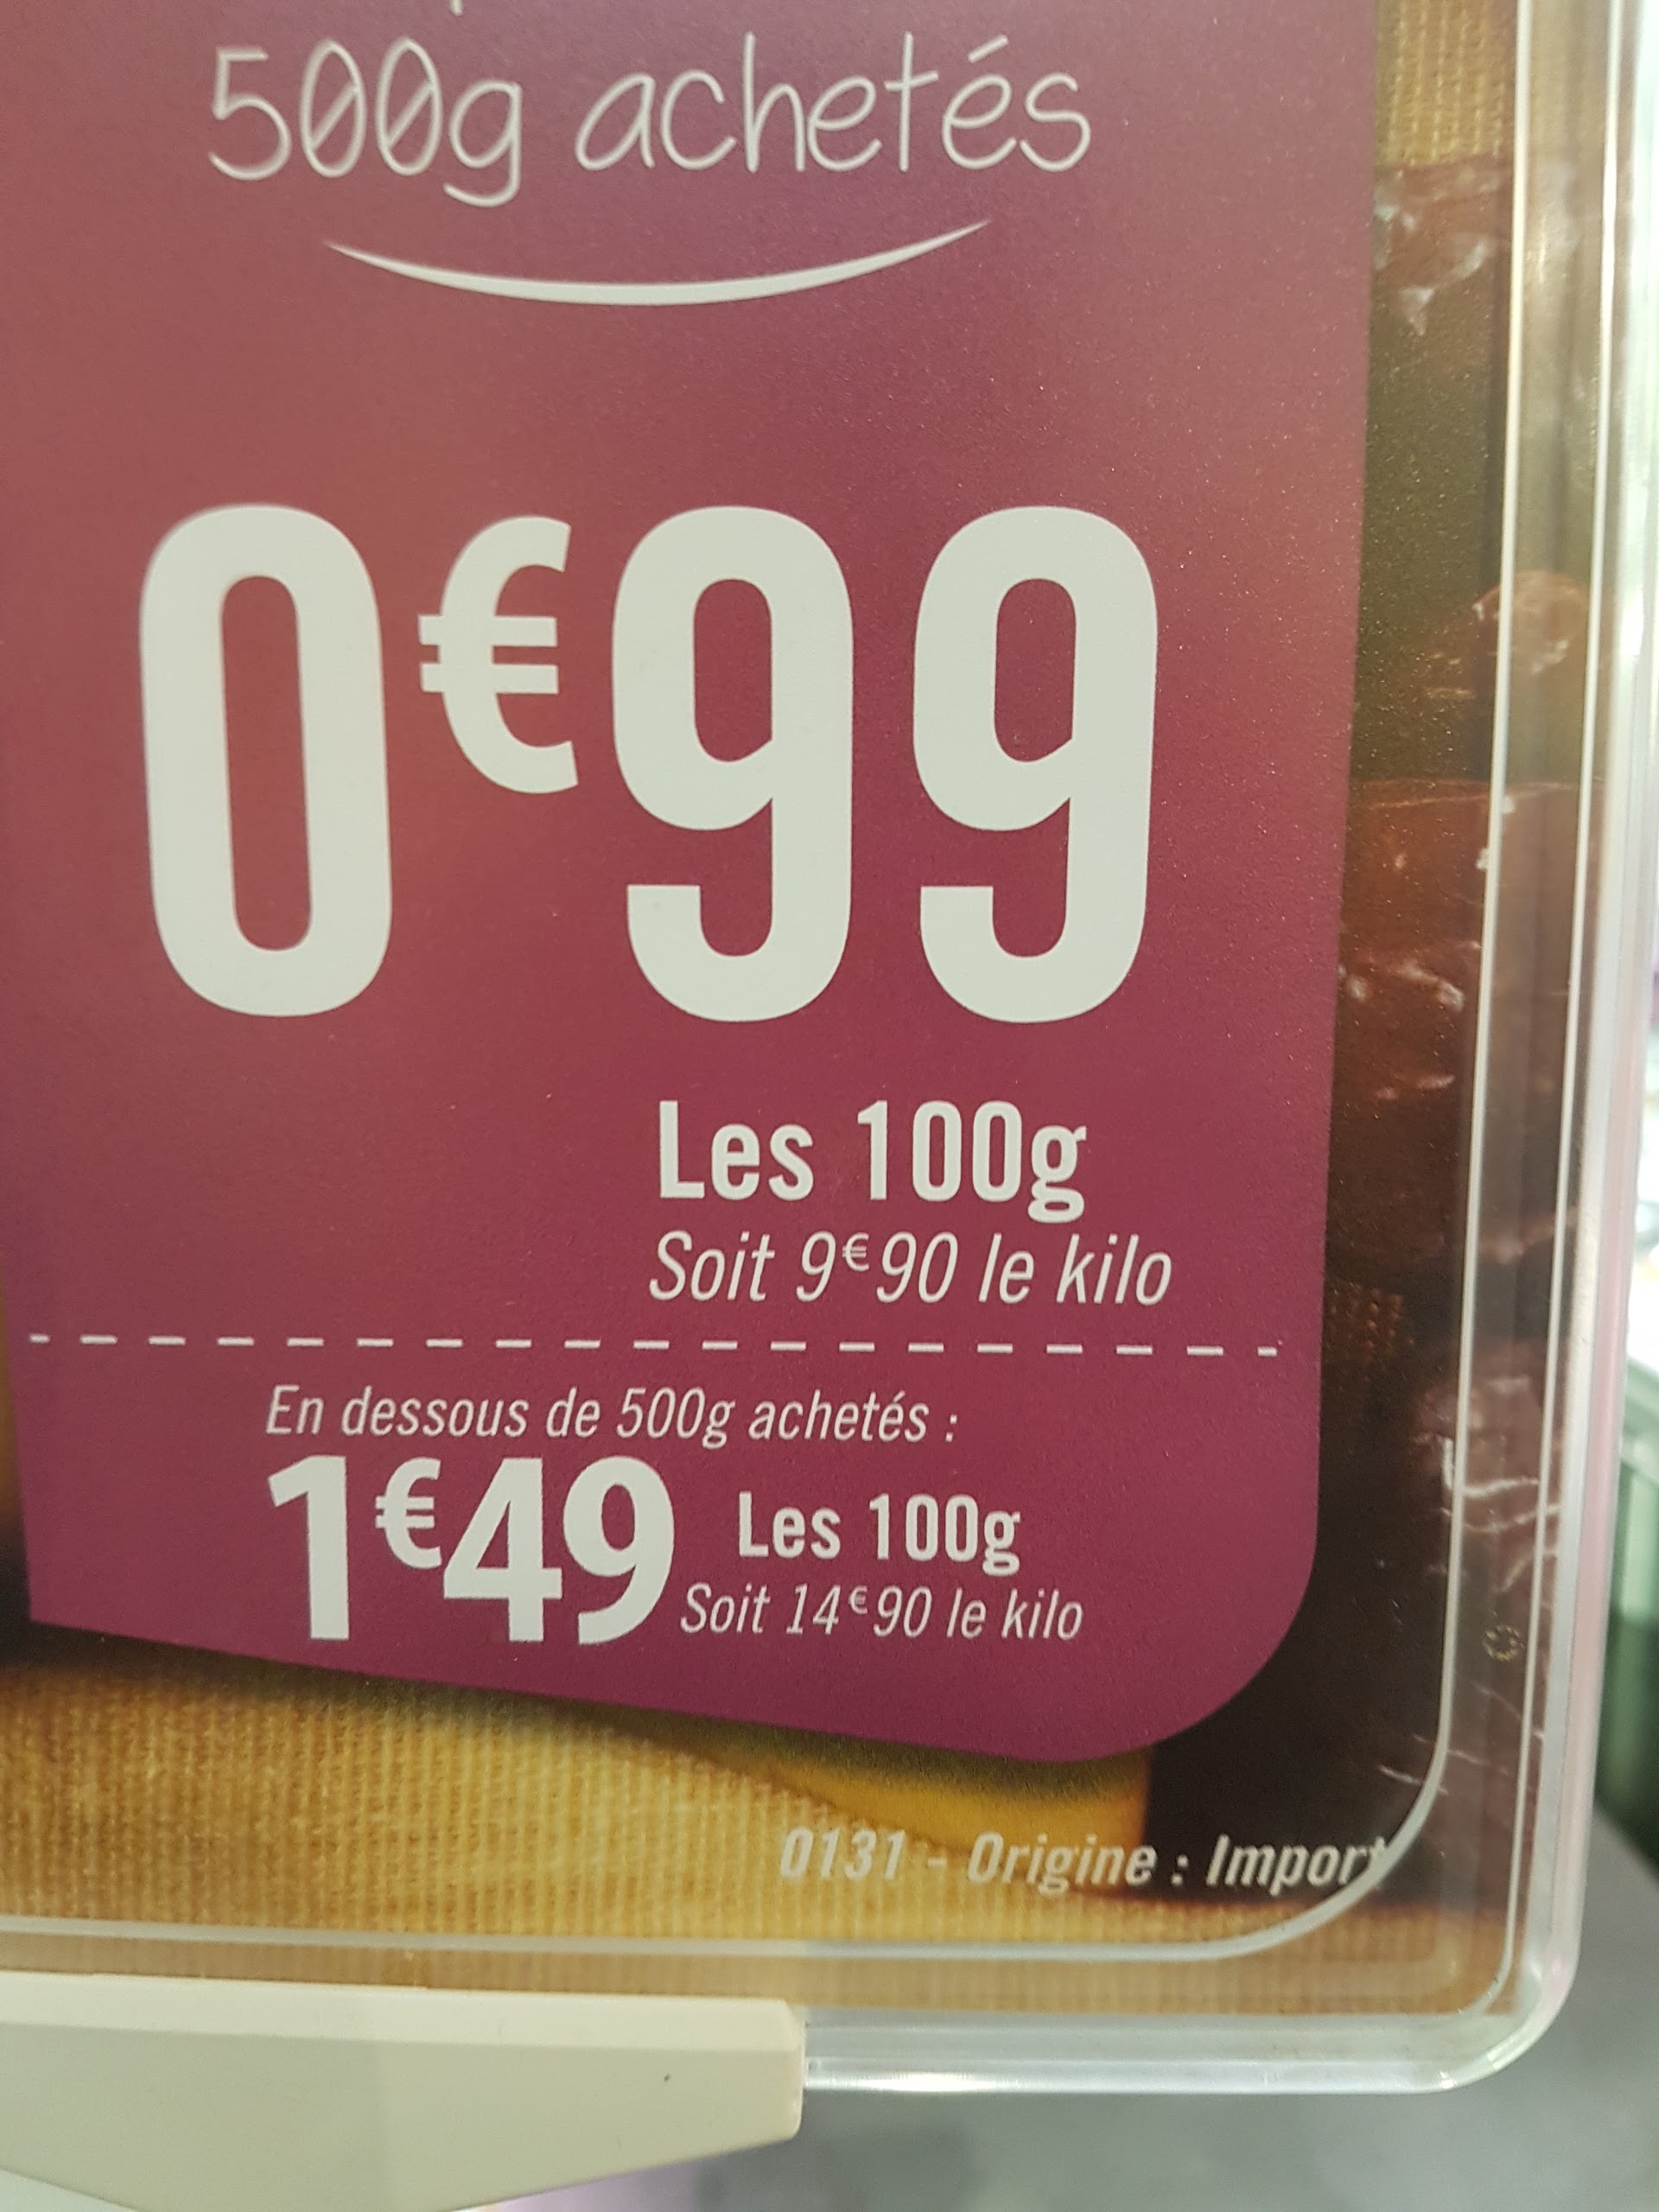 500g achetés
0€99
Les 100g
Soit 9€90 le kilo
En dessous de 500g achetés :
1€49 Les 100g
Soit 14€90 le kilo
0131 - Origine : Import